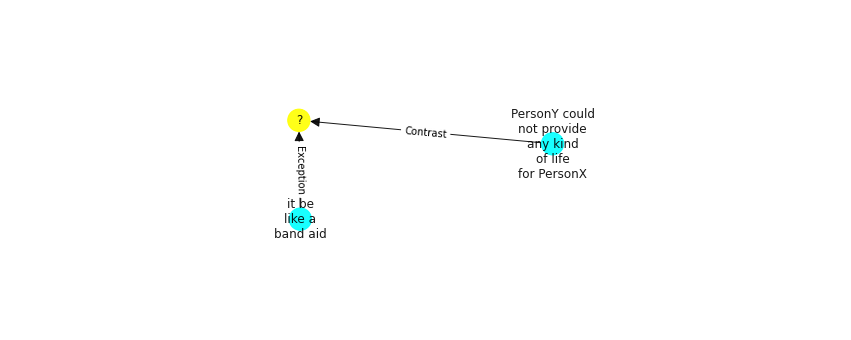 PersonY could
not provide
any kind
of life
for PersonX
?
Contrast
Exception
it be
like a
band aid